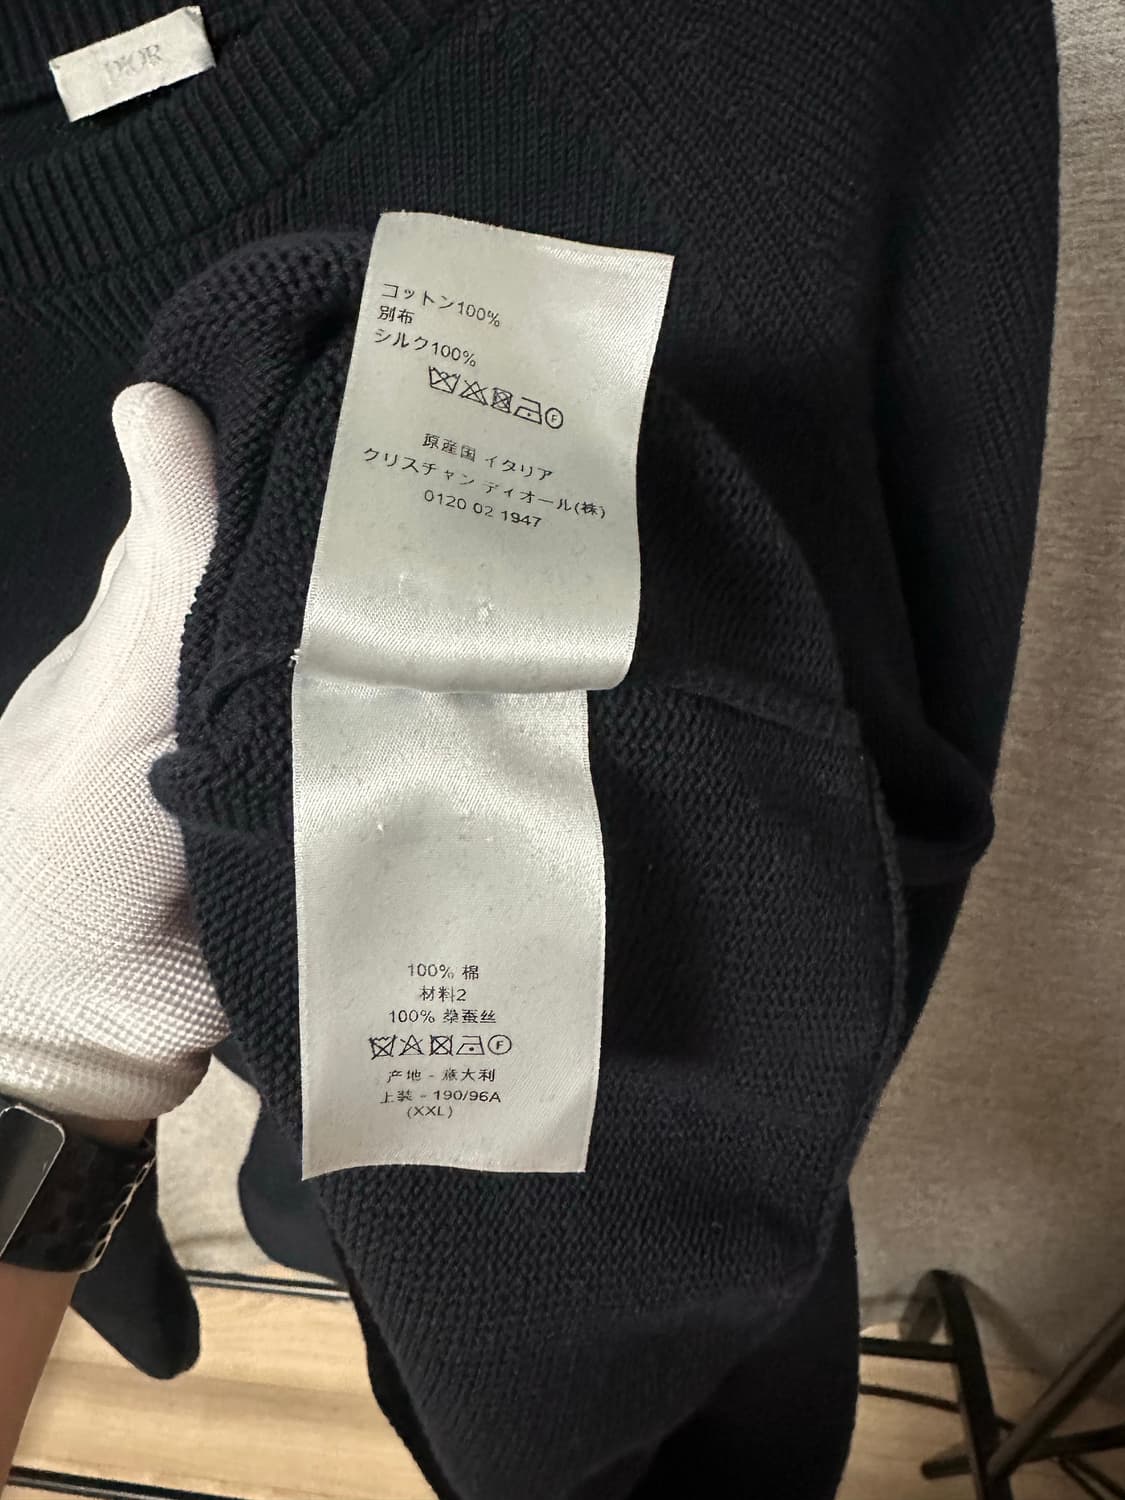 DIOR
コットン100%
別布
シルク100%
F
原産国 イタリア
クリスチャン ディオール(株)
0120 02 1947
100% 棉
材料2
100% 桑蚕丝
F
产地 - 意大利
上装 - 190/96A
(XXL)